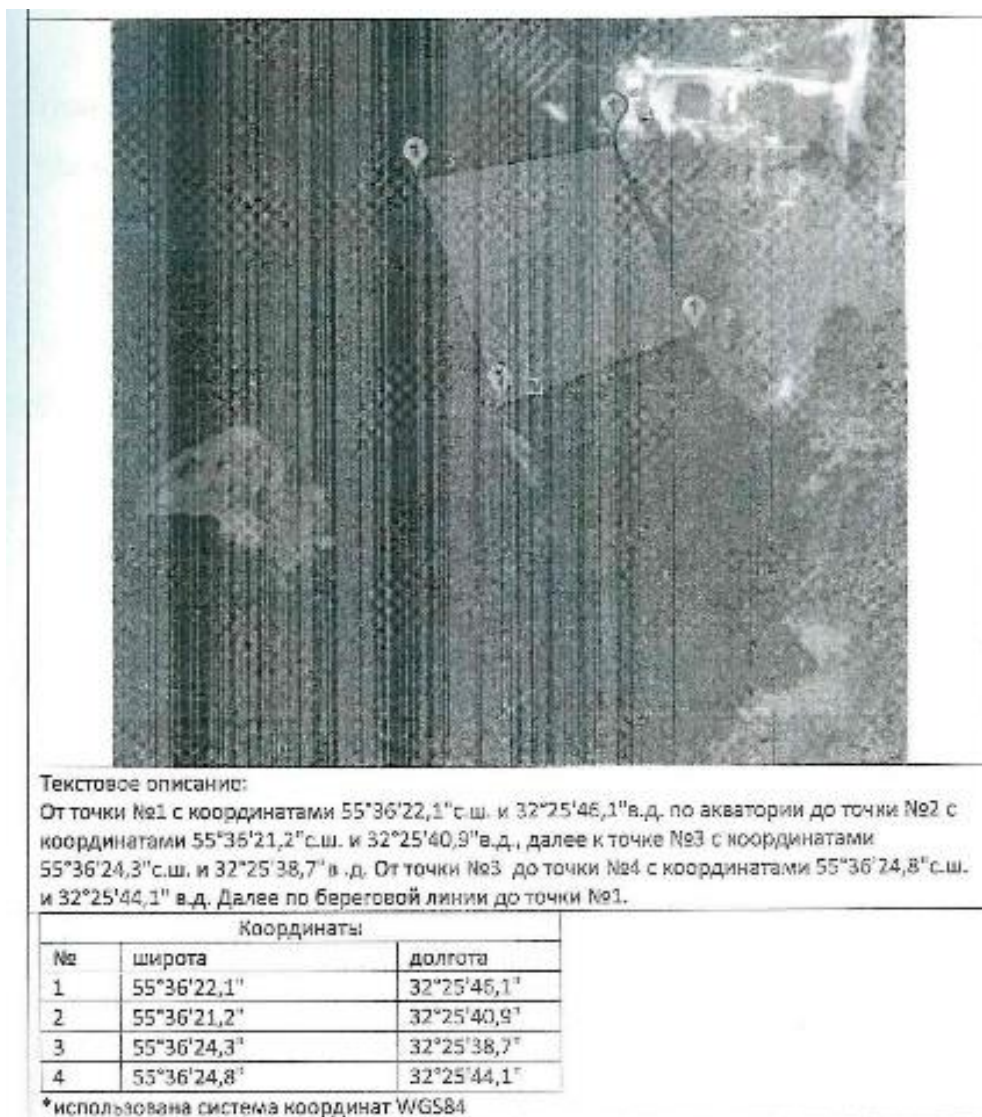 Текстовое описание:
От точки №1 с координатами 55°36'22,1"с.ш. и 32°25'46,1"в.д. по акватории до точки №2 с
координатами 55°36'21,2"с.ш. и 32°25'40,9"в.д., далее к точке №3 с координатами
55°36'24,3"с.ш. и 32°25'38,7"в.д. От точки №3 до точки №4 с координатами 55°36'24,8"с.ш.
и 32°25'44,1" в.д. Далее по береговой линии до точки №1.
Координаты
№ широта долгота
1 55°36'22,1" 32°25'46,1"
2 55°36'21,2" 32°25'40,9"
3 55°36'24,3" 32°25'38,7"
4 55°36'24,8" 32°25'44,1"
*использована система координат WGS84